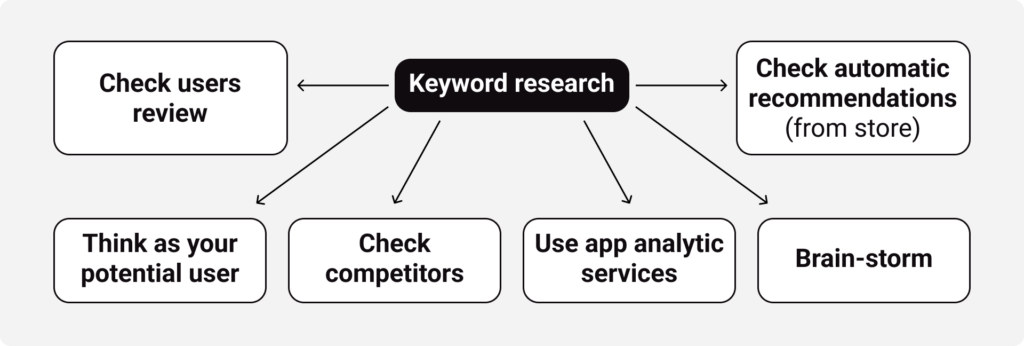 Check users
review
Keyword research
Check automatic
recommendations
(from store)
Think as your
potential user
Check
competitors
Use app analytic
services
Brain-storm